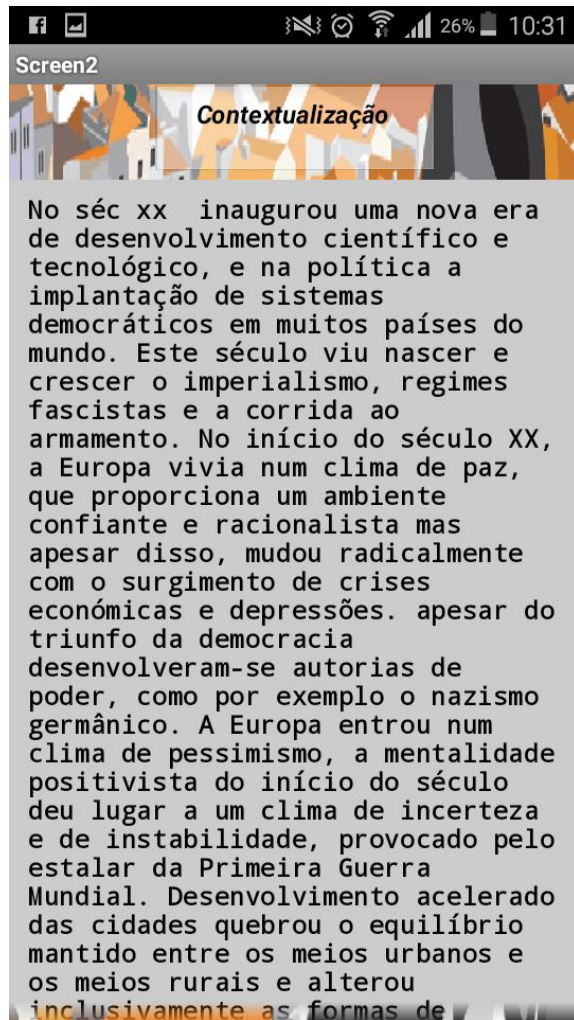 26% 10:31
Screen2
Contextualização
No séc xx  inaugurou uma nova era
de desenvolvimento científico e
tecnológico, e na política a
implantação de sistemas
democráticos em muitos países do
mundo. Este século viu nascer e
crescer o imperialismo, regimes
fascistas e a corrida ao
armamento. No início do século XX,
a Europa vivia num clima de paz,
que proporciona um ambiente
confiante e racionalista mas
apesar disso, mudou radicalmente
com o surgimento de crises
económicas e depressões. apesar do
triunfo da democracia
desenvolveram-se autorias de
poder, como por exemplo o nazismo
germânico. A Europa entrou num
clima de pessimismo, a mentalidade
positivista do início do século
deu lugar a um clima de incerteza
e de instabilidade, provocado pelo
estalar da Primeira Guerra
Mundial. Desenvolvimento acelerado
das cidades quebrou o equilíbrio
mantido entre os meios urbanos e
os meios rurais e alterou
inclusivamente as formas de